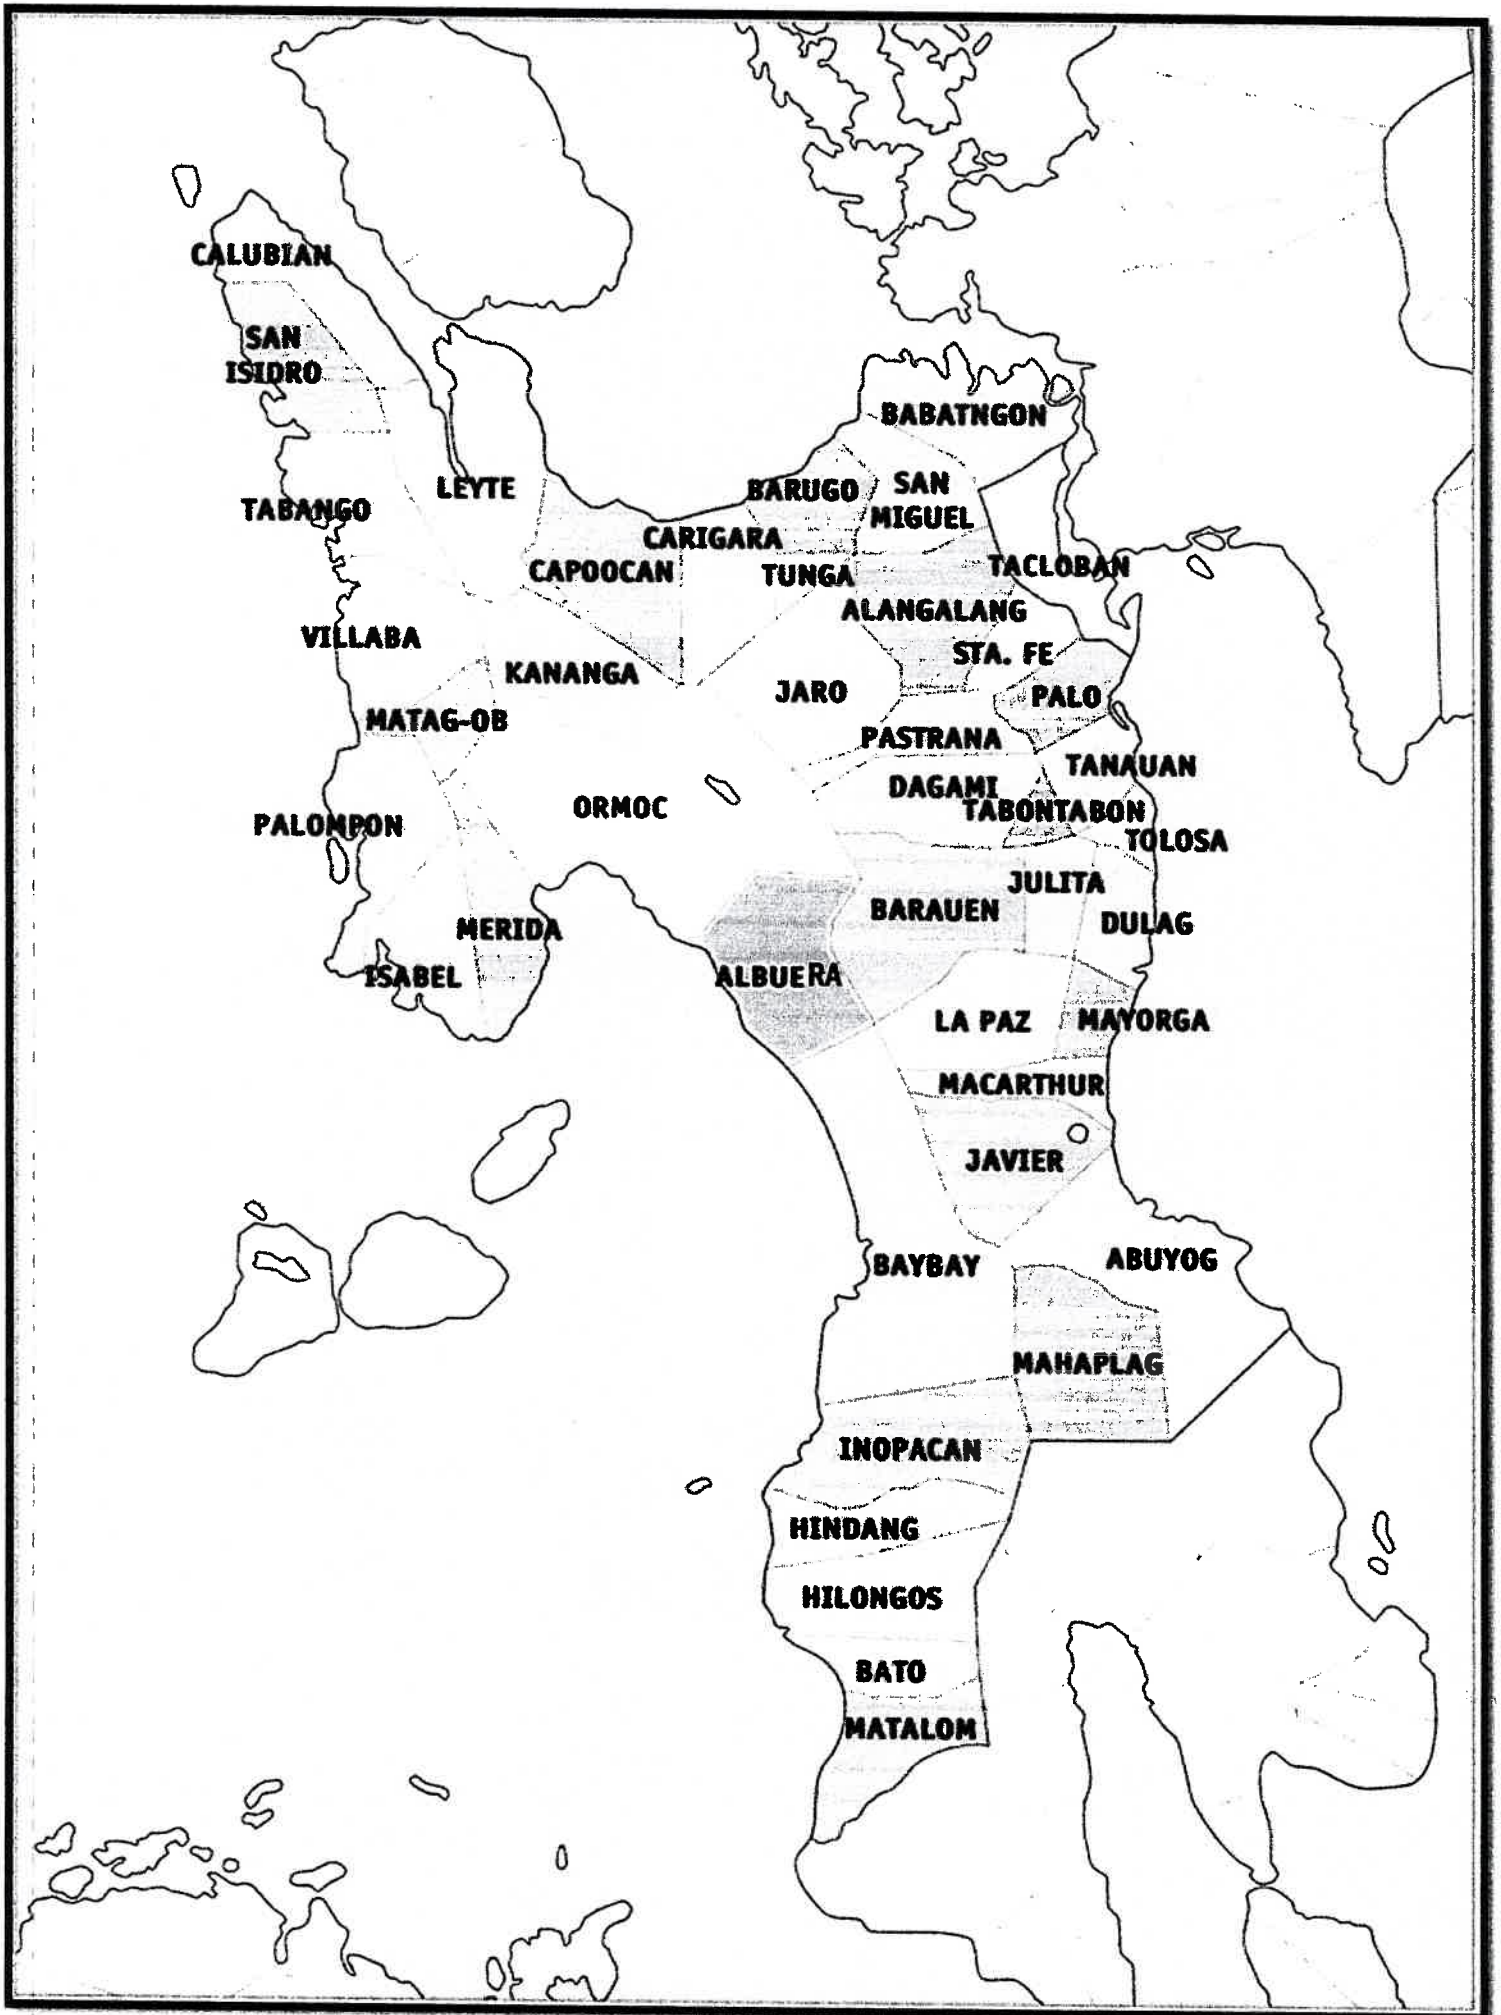 CALUBIAN
SAN
ISIDRO
BABATNGON
LEYTE
BARUGO
SAN
MIGUEL
TABANGO
CARIGARA
CAPOOCAN
TUNGA
TACLOBAN
ALANGALANG
VILLABA
STA. FE
KANANGA
JARO
PALO
MATAG-OB
PASTRANA
TANAUAN
DAGAMI
ORMOC
TABONTABON
PALOMPON
TOLOSA
JULITA
BARAUEN
DULAG
MERIDA
ISABEL
ALBUERA
LA PAZ
MAYORGA
MACARTHUR
JAVIER
BAYBAY
ABUYOG
MAHAPLAG
INOPACAN
HINDANG
HILONGOS
BATO
MATALOM